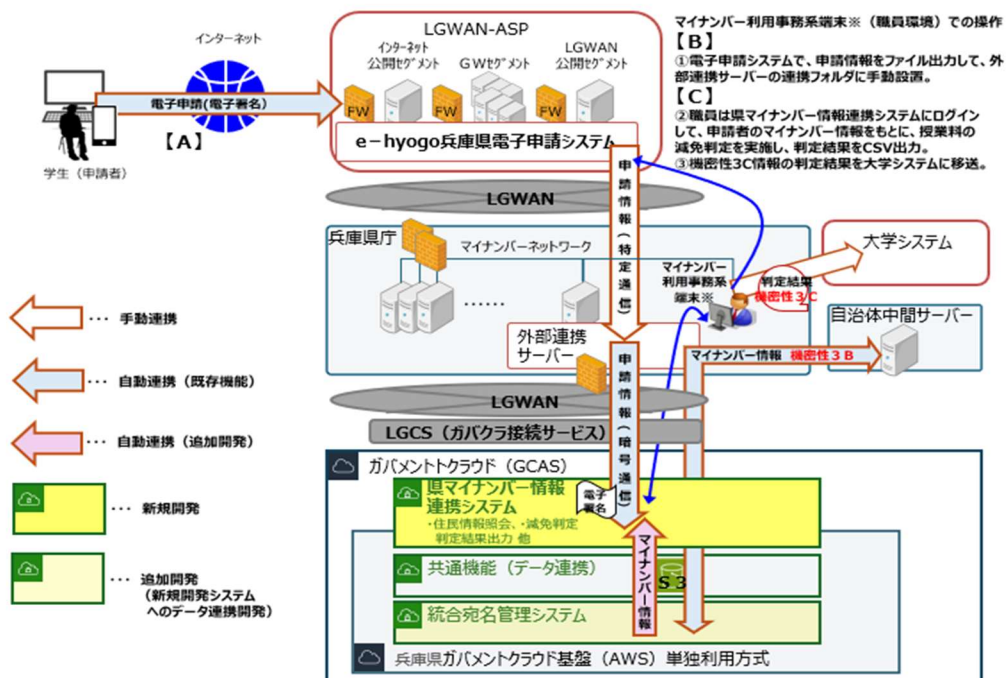 インターネット
LGWAN-ASP
インターネット
公開セグメント
GWセグメント
LGWAN
公開セグメント
FW
FW
FW
電子申請(電子署名)
【A】
学生（申請者）
e－hyogo兵庫県電子申請システム
マイナンバー利用事務系端末※（職員環境）での操作
【B】
①電子申請システムで、申請情報をファイル出力して、外
部連携サーバーの連携フォルダに手動設置。
【C】
②職員は県マイナンバー情報連携システムにログイン
して、申請者のマイナンバー情報をもとに、授業料の
減免判定を実施し、判定結果をCSV出力。
③機密性3C情報の判定結果を大学システムに移送。
LGWAN
申請情報(特定通信)
兵庫県庁
マイナンバーネットワーク
マイナンバー
利用事務系
端末※
判定結果
機密性3/C
大学システム
自治体中間サーバー
外部連携
サーバー
マイナンバー情報 機密性３B
申請情報(暗号通信)
LGWAN
LGCS（ガバクラ接続サービス）
・・・ 手動連携
・・・ 自動連携（既存機能）
・・・ 自動連携（追加開発）
・・・ 新規開発
・・・ 追加開発
（新規開発システム
へのデータ連携開発）
ガバメントトクラウド（GCAS）
県マイナンバー情報
連携システム
・住民情報照会、・減免判定
判定結果出力 他
電子
署名
共通機能（データ連携）
S3
マイナンバー情報
統合宛名管理システム
兵庫県ガバメントクラウド基盤（AWS）単独利用方式